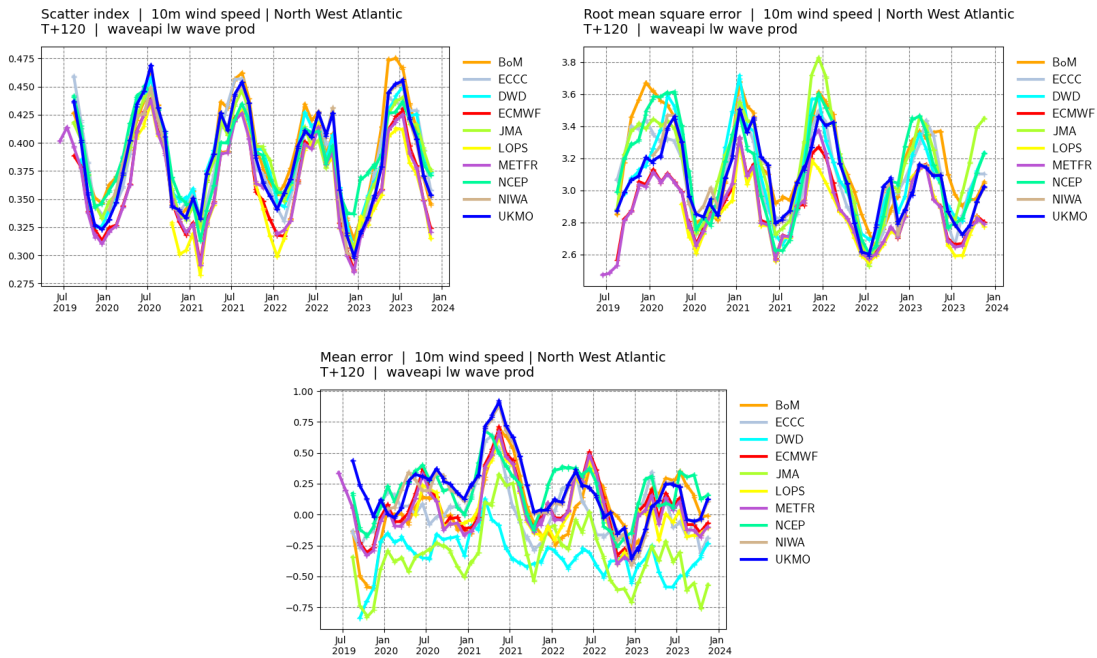 Scatter index | 10m wind speed | North West Atlantic
T+120 | waveapi lw wave prod
0.475
0.450
0.425
0.400
0.375
0.350
0.325
0.300
0.275
Jul 2019
Jan 2020
Jul 2020
Jan 2021
Jul 2021
Jan 2022
Jul 2022
Jan 2023
Jul 2023
Jan 2024
BoM
ECCC
DWD
ECMWF
JMA
LOPS
METFR
NCEP
NIWA
UKMO
Root mean square error | 10m wind speed | North West Atlantic
T+120 | waveapi lw wave prod
3.8
3.6
3.4
3.2
3.0
2.8
2.6
Jul 2019
Jan 2020
Jul 2020
Jan 2021
Jul 2021
Jan 2022
Jul 2022
Jan 2023
Jul 2023
Jan 2024
BoM
ECCC
DWD
ECMWF
JMA
LOPS
METFR
NCEP
NIWA
UKMO
Mean error | 10m wind speed | North West Atlantic
T+120 | waveapi lw wave prod
1.00
0.75
0.50
0.25
0.00
−0.25
−0.50
−0.75
Jul 2019
Jan 2020
Jul 2020
Jan 2021
Jul 2021
Jan 2022
Jul 2022
Jan 2023
Jul 2023
Jan 2024
BoM
ECCC
DWD
ECMWF
JMA
LOPS
METFR
NCEP
NIWA
UKMO